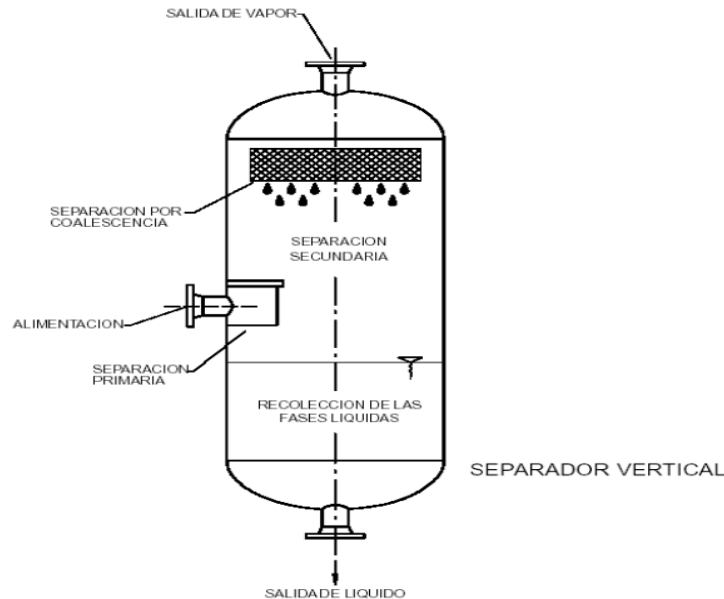 SALIDA DE VAPOR
SEPARACION POR
COALESCENCIA
SEPARACION
SECUNDARIA
ALIMENTACION
SEPARACION
PRIMARIA
RECOLECCION DE LAS
FASES LIQUIDAS
SEPARADOR VERTICAL
SALIDA DE LIQUIDO